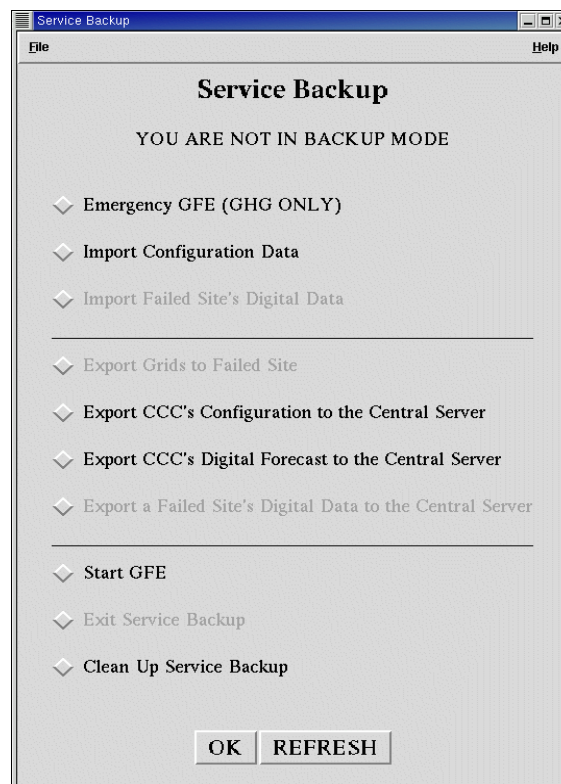 Service Backup
File Help
Service Backup
YOU ARE NOT IN BACKUP MODE
Emergency GFE (GHG ONLY)
Import Configuration Data
Import Failed Site's Digital Data
Export Grids to Failed Site
Export CCC's Configuration to the Central Server
Export CCC's Digital Forecast to the Central Server
Export a Failed Site's Digital Data to the Central Server
Start GFE
Exit Service Backup
Clean Up Service Backup
OK REFRESH